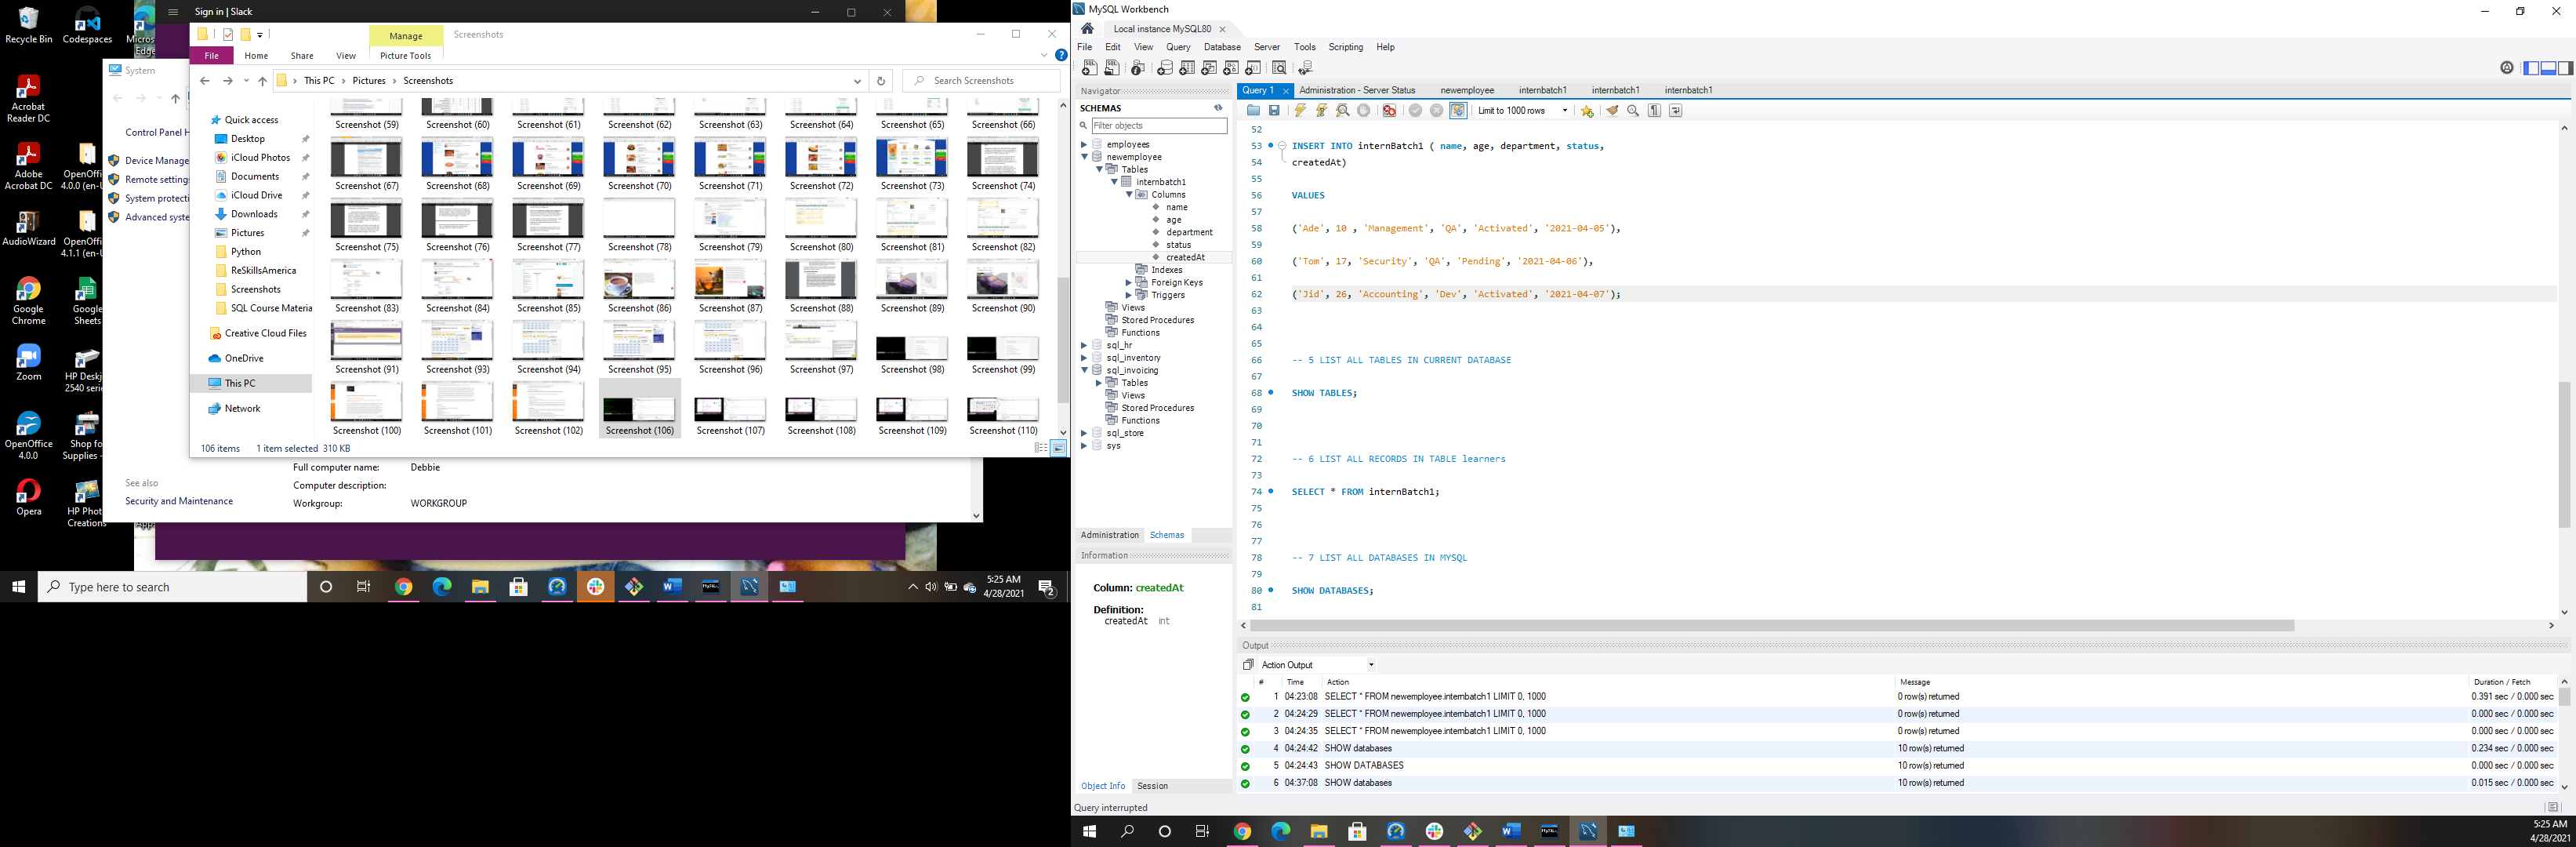 Sign in | Slack
Recycle Bin
Codespaces
Acrobat Reader DC
Adobe Acrobat DC
AudioWizard
Google Chrome
Google Sheets
Zoom
OpenOffice 4.0.0
Opera
Manage
Screenshots
File
Home
Share
View
Picture Tools
This PC
Pictures
Screenshots
Search Screenshots
System
Device Manage
Remote settings
System protecti
Advanced syste
Quick access
Desktop
iCloud Photos
Documents
iCloud Drive
Downloads
Pictures
Python
ReSkillsAmerica
Screenshots
SQL Course Materia
Creative Cloud Files
OneDrive
This PC
Network
Screenshot (59) Screenshot (60) Screenshot (61) Screenshot (62) Screenshot (63) Screenshot (64) Screenshot (65) Screenshot (66)
Screenshot (67) Screenshot (68) Screenshot (69) Screenshot (70) Screenshot (71) Screenshot (72) Screenshot (73) Screenshot (74)
Screenshot (75) Screenshot (76) Screenshot (77) Screenshot (78) Screenshot (79) Screenshot (80) Screenshot (81) Screenshot (82)
Screenshot (83) Screenshot (84) Screenshot (85) Screenshot (86) Screenshot (87) Screenshot (88) Screenshot (89) Screenshot (90)
Screenshot (91) Screenshot (93) Screenshot (94) Screenshot (95) Screenshot (96) Screenshot (97) Screenshot (98) Screenshot (99)
Screenshot (100) Screenshot (101) Screenshot (102) Screenshot (106) Screenshot (107) Screenshot (108) Screenshot (109) Screenshot (110)
106 items 1 item selected 310 KB
Full computer name: Debbie
Computer description:
Workgroup: WORKGROUP
See also
Security and Maintenance
Type here to search
5:25 AM
4/28/2021
MySQL Workbench
Local instance MySQL80
File Edit View Query Database Server Tools Scripting Help
Navigator
SCHEMAS
Filter objects
employees
newemployee
Tables
internbatch1
Columns
name
age
department
status
createdAt
Indexes
Foreign Keys
Triggers
Views
Stored Procedures
Functions
sql_hr
sql_inventory
sql_invoicing
Tables
Views
Stored Procedures
Functions
sql_store
sys
Administration Schemas
Information
Column: createdAt
Definition:
createdAt int
Object Info Session
Query interrupted
Query 1 Administration - Server Status newemployee internbatch1 internbatch1 internbatch1
Limit to 1000 rows
52
53 INSERT INTO internBatch1 ( name, age, department, status,
54 createdAt)
55
56 VALUES
57
58 ('Ade', 10 , 'Management', 'QA', 'Activated', '2021-04-05'),
59
60 ('Tom', 17, 'Security', 'QA', 'Pending', '2021-04-06'),
61
62 ('Jid', 26, 'Accounting', 'Dev', 'Activated', '2021-04-07');
63
64
65
66 -- 5 LIST ALL TABLES IN CURRENT DATABASE
67
68 SHOW TABLES;
69
70
71
72 -- 6 LIST ALL RECORDS IN TABLE learners
73
74 SELECT * FROM internBatch1;
75
76
77
78 -- 7 LIST ALL DATABASES IN MYSQL
79
80 SHOW DATABASES;
81
Output
Action Output
# Time Action Message Duration / Fetch
1 04:23:08 SELECT * FROM newemployee.internbatch1 LIMIT 0, 1000 0 row(s) returned 0.391 sec / 0.000 sec
2 04:24:29 SELECT * FROM newemployee.internbatch1 LIMIT 0, 1000 0 row(s) returned 0.000 sec / 0.000 sec
3 04:24:35 SELECT * FROM newemployee.internbatch1 LIMIT 0, 1000 0 row(s) returned 0.000 sec / 0.000 sec
4 04:24:42 SHOW databases 10 row(s) returned 0.234 sec / 0.000 sec
5 04:24:43 SHOW DATABASES 10 row(s) returned 0.000 sec / 0.000 sec
6 04:37:08 SHOW databases 10 row(s) returned 0.015 sec / 0.000 sec
5:25 AM
4/28/2021